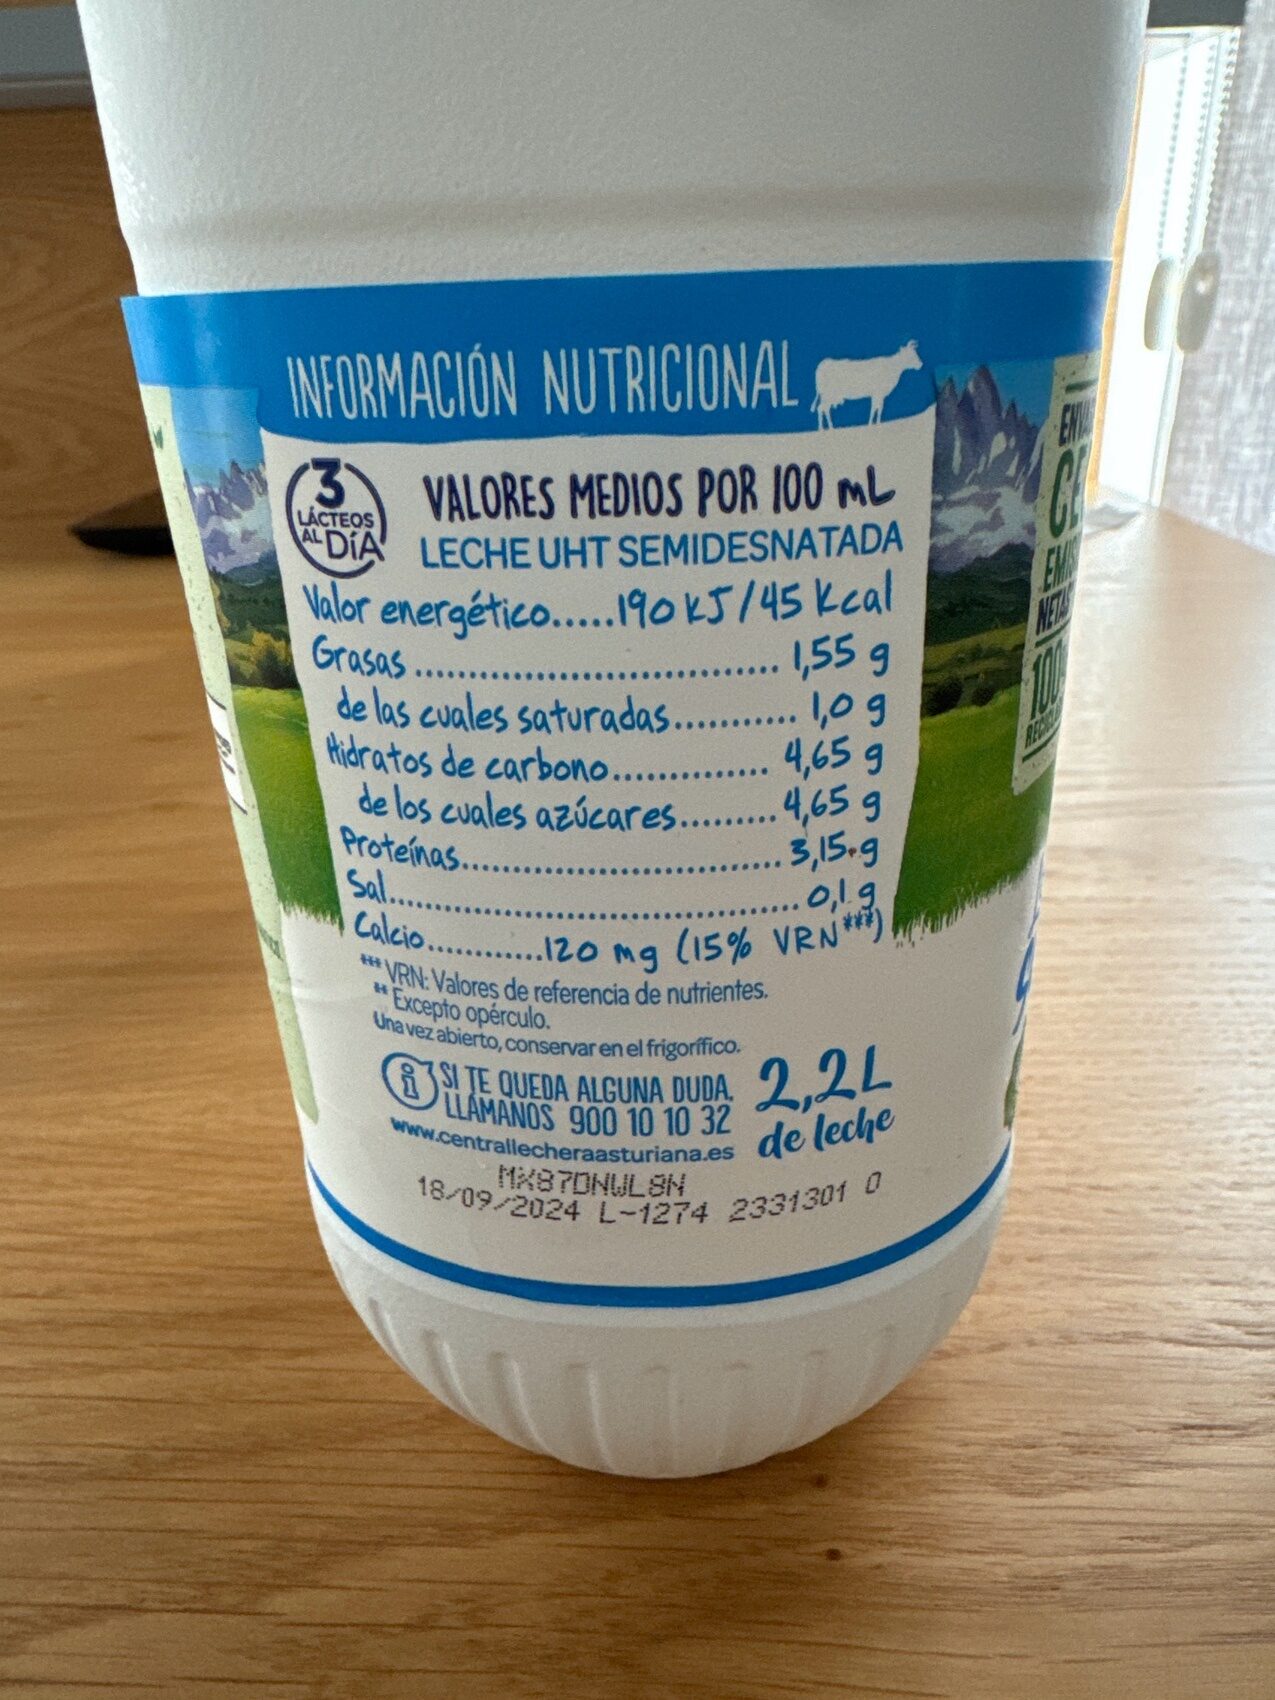 INFORMACIÓN NUTRICIONAL
3
LÁCTEOS
AL DÍA
VALORES MEDIOS POR 100 mL
LECHE UHT SEMIDESNATADA
Valor energético.....190 kJ/45 kcal
Grasas ................................. 1,55 g
de las cuales saturadas........... 1,0 g
Hidratos de carbono.............. 4,65 g
de los cuales azúcares......... 4,65 g
Proteínas.............................. 3,15 g
Sal....................................... 0,1 g
Calcio...........120 mg (15% VRN***)
*** VRN: Valores de referencia de nutrientes.
** Excepto opérculo.
Una vez abierto, conservar en el frigorífico.
i
SI TE QUEDA ALGUNA DUDA,
LLÁMANOS 900 10 10 32
www.centrallecheraasturiana.es
2,2L
de leche
MX87DNWL8N
18/09/2024 L-1274 2331301 0